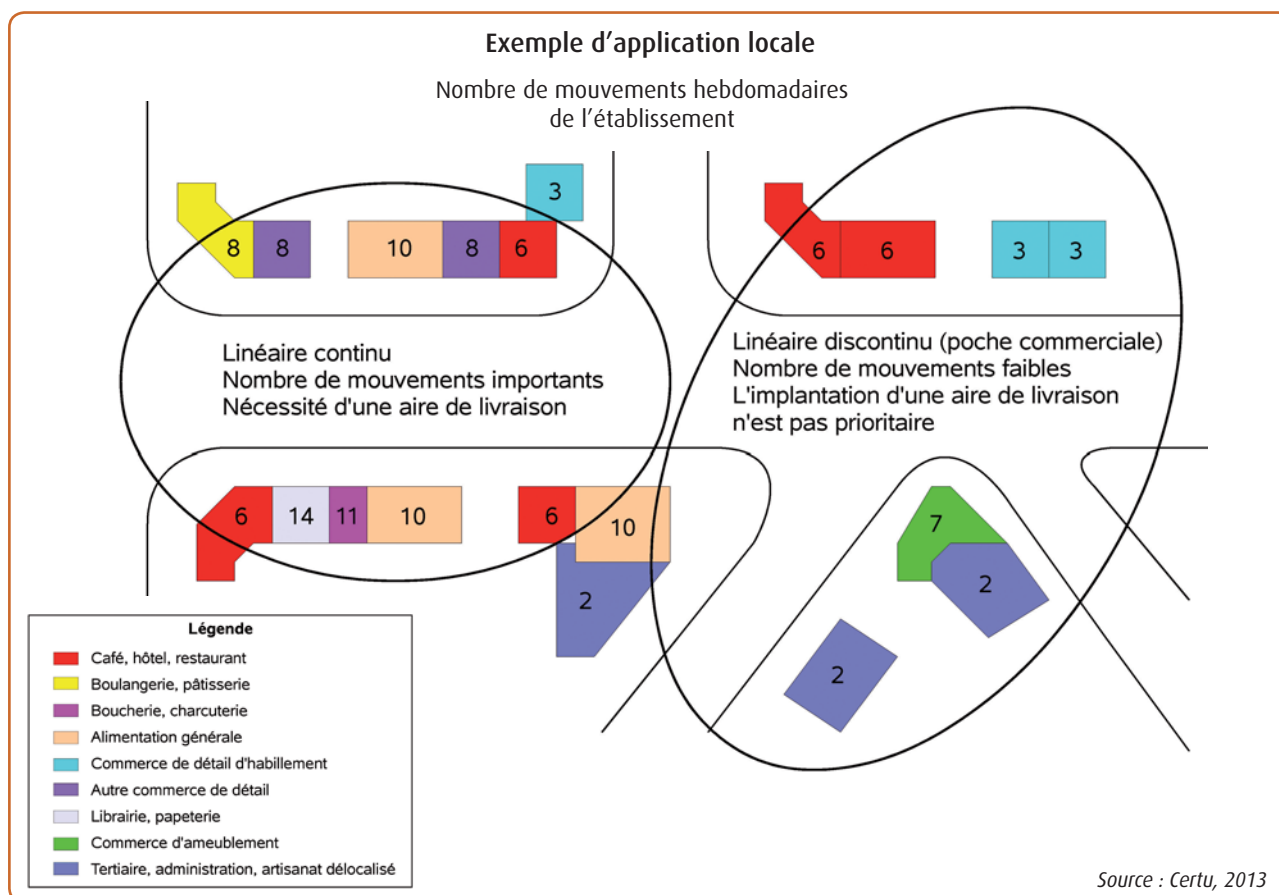 Exemple d'application locale
Nombre de mouvements hebdomadaires
de l'établissement
3
8
8
10
8
6
6
6
3
3
Linéaire continu
Nombre de mouvements importants
Nécessité d'une aire de livraison
Linéaire discontinu (poche commerciale)
Nombre de mouvements faibles
L'implantation d'une aire de livraison
n'est pas prioritaire
6
14
11
10
6
10
2
7
2
2
Légende
Café, hôtel, restaurant
Boulangerie, pâtisserie
Boucherie, charcuterie
Alimentation générale
Commerce de détail d'habillement
Autre commerce de détail
Librairie, papeterie
Commerce d'ameublement
Tertiaire, administration, artisanat délocalisé
Source : Certu, 2013